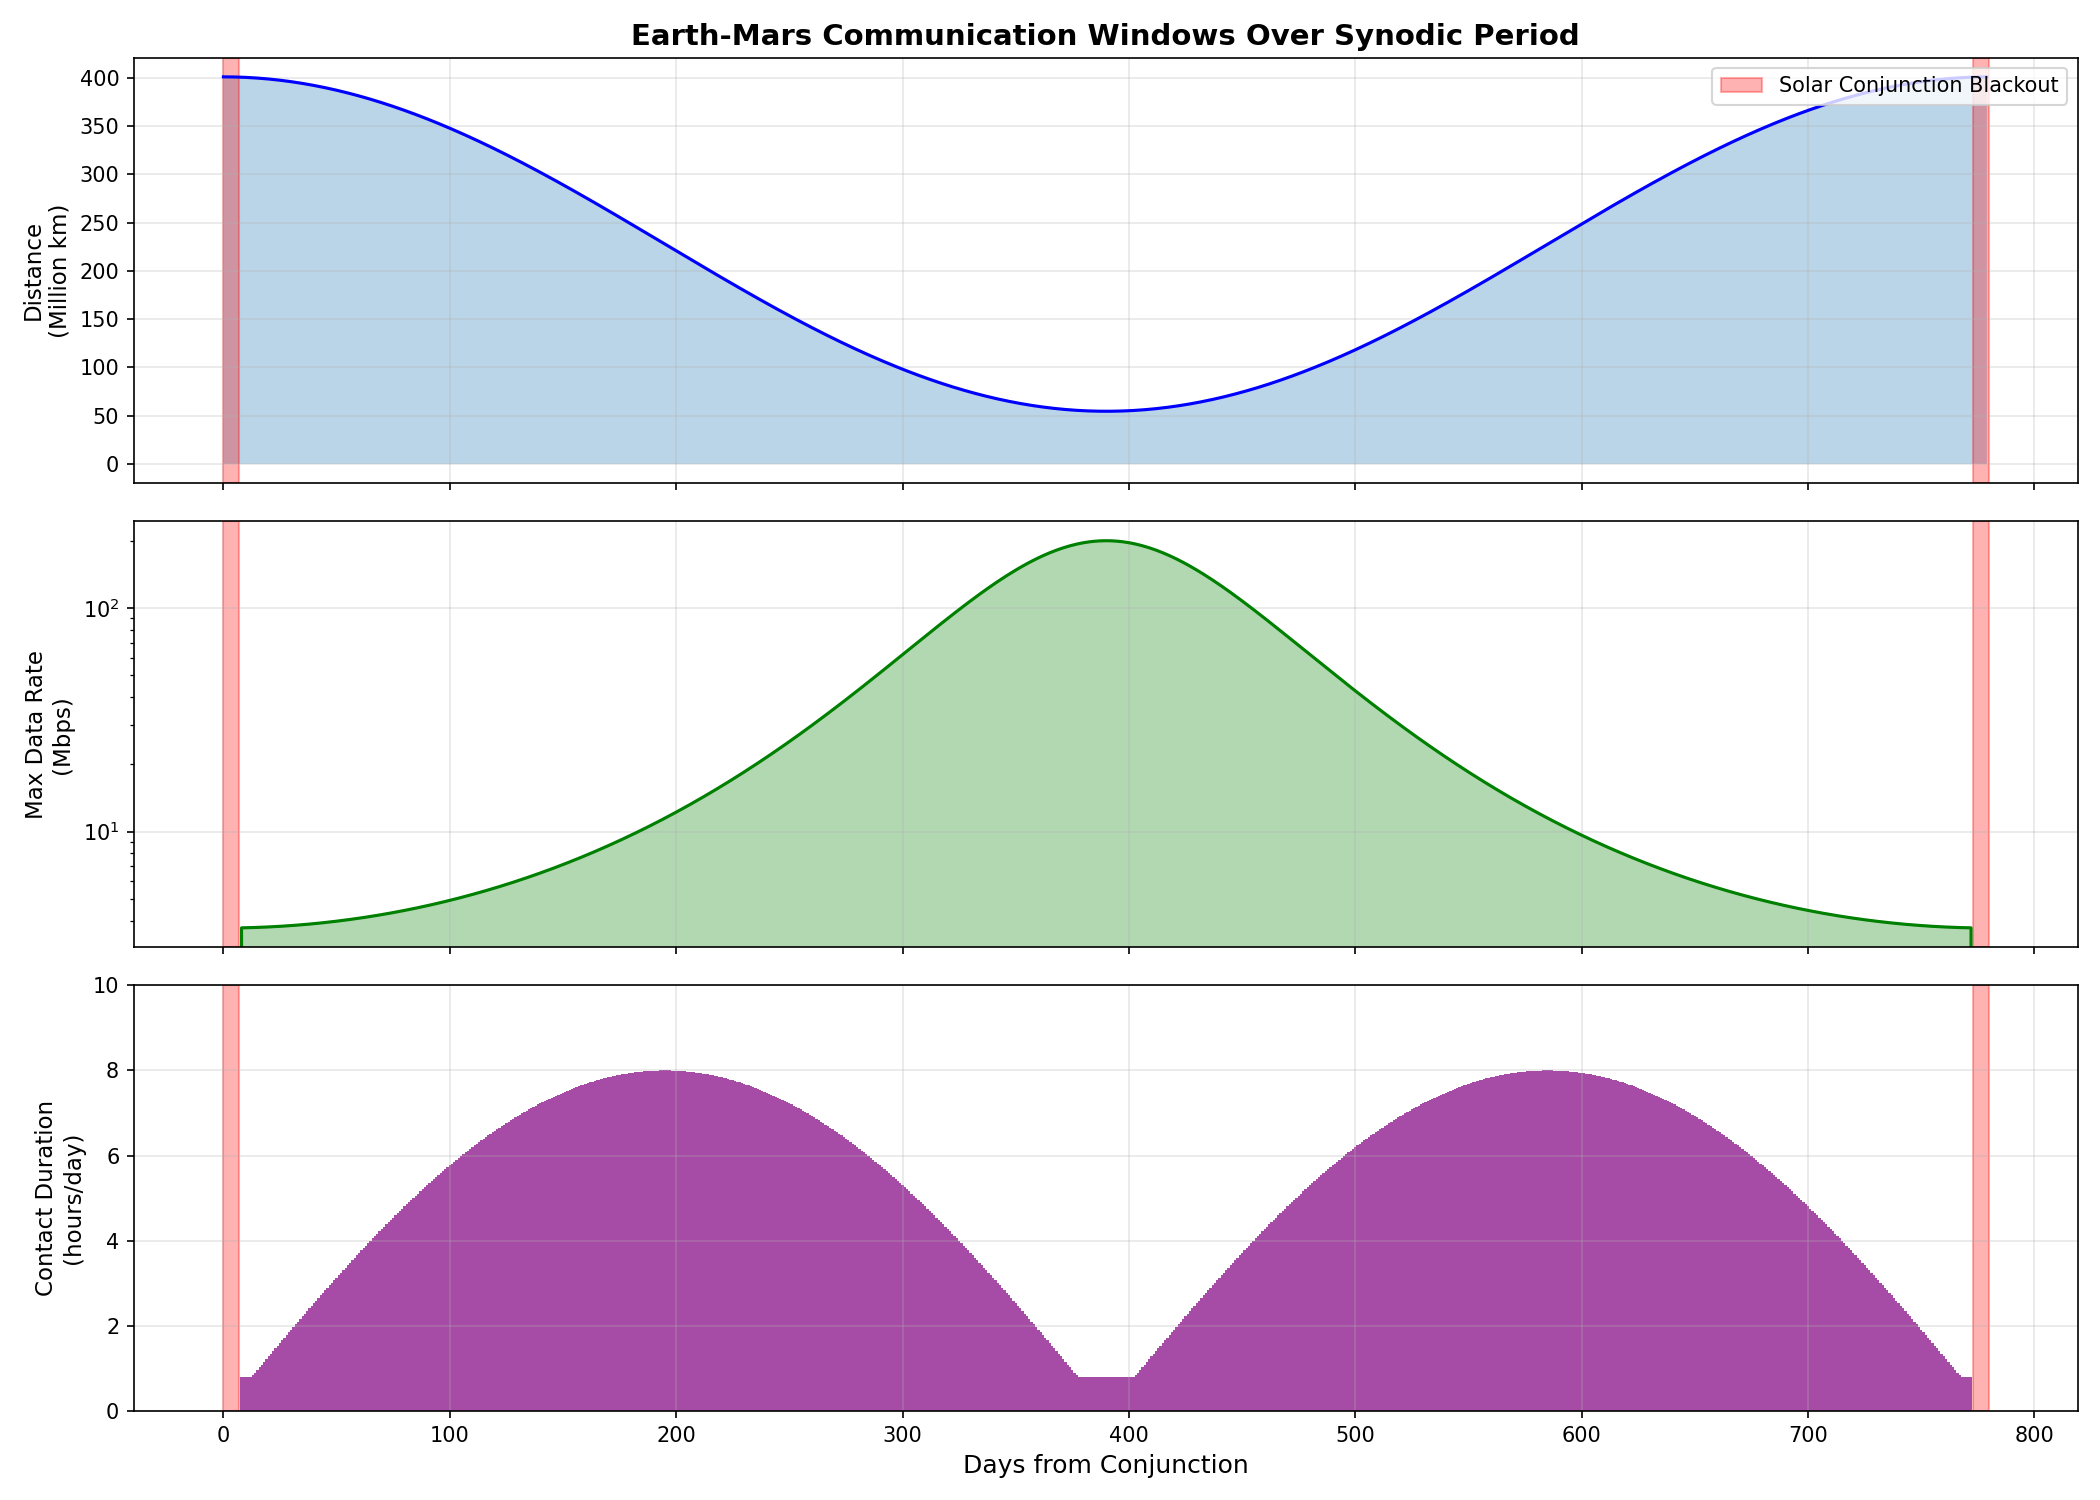 Earth-Mars Communication Windows Over Synodic Period
Solar Conjunction Blackout
Distance
(Million km)
400
350
300
250
200
150
100
50
0
Max Data Rate
(Mbps)
10²
10¹
Contact Duration
(hours/day)
10
8
6
4
2
0
0 100 200 300 400 500 600 700 800
Days from Conjunction